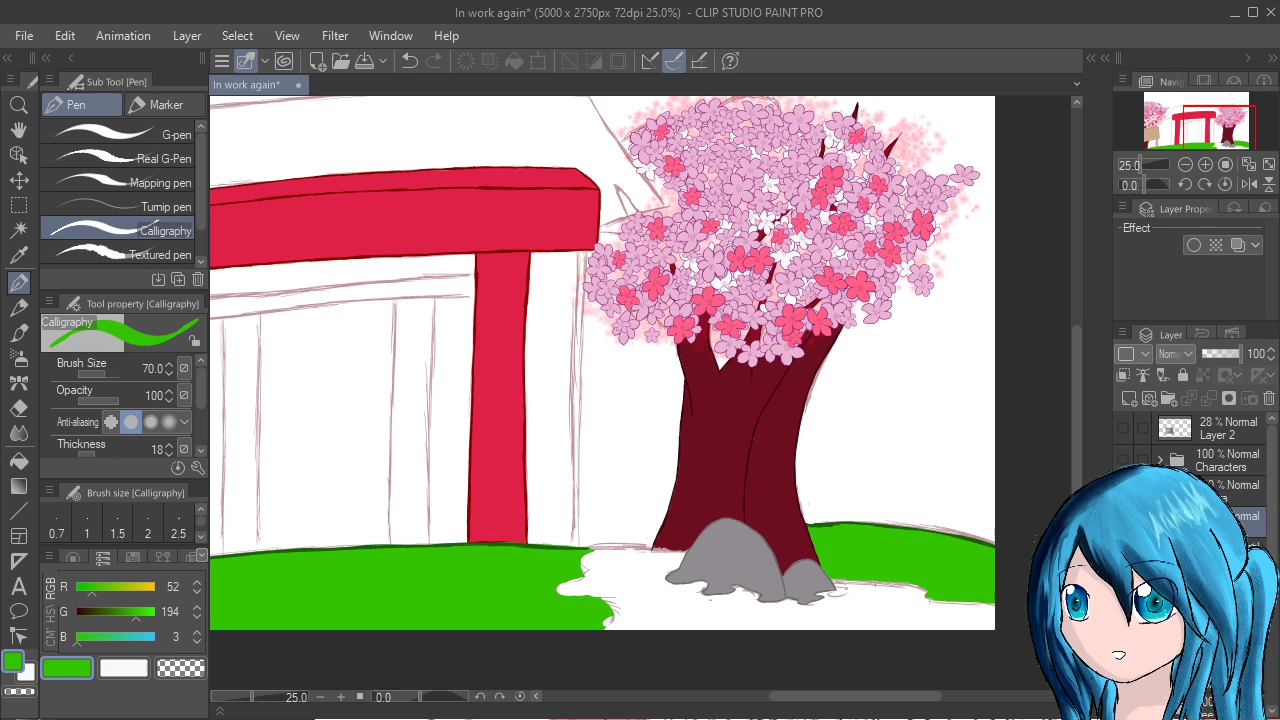 In work again* (5000 x 2750px 72dpi 25.0%) - CLIP STUDIO PAINT PRO
File Edit Animation Layer Select View Filter Window Help
Sub Tool [Pen]
In work again*
Pen Marker
G-pen
Real G-Pen
Mapping pen
Turnip pen
Calligraphy
Textured pen
Tool property [Calligraphy]
Calligraphy
Brush Size 70.0
Opacity 100
Anti-aliasing
Thickness 18
Brush size [Calligraphy]
0.7 1 1.5 2 2.5
RGB
HSV
R 52
G 194
B 3
25.0 0.0
25.0
0.0
Layer Prope
Effect
Layer
Norma 100
28 % Normal
Layer 2
100 % Normal
Characters